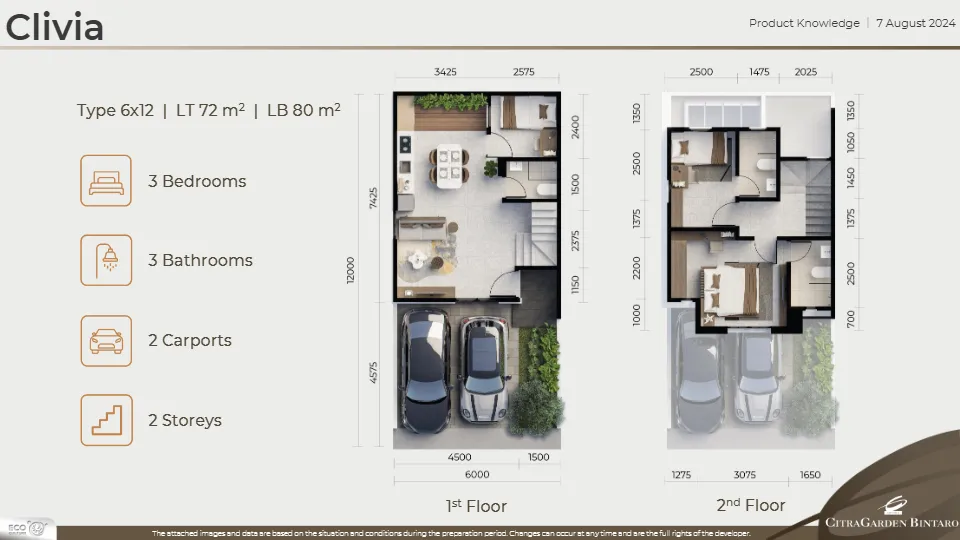 Clivia
Product Knowledge | 7 August 2024
Type 6x12 | LT 72 m² | LB 80 m²
3 Bedrooms
3 Bathrooms
2 Carports
2 Storeys
3425 2575
12000
7425
4575
2400
1500
2375
1150
4500 1500
6000
1st Floor
2500 1475 2025
1350
2500
1375
2200
1000
1350
1050
1450
1375
2500
700
1275 3075 1650
2nd Floor
ECO
CITRAGARDEN BINTARO
The attached images and data are based on the situation and conditions during the preparation period. Changes can occur at any time and are the full rights of the developer.